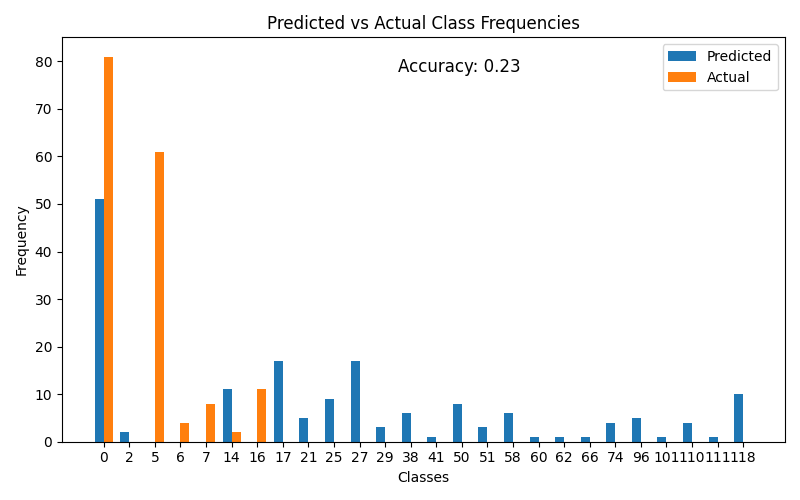 Predicted vs Actual Class Frequencies
Accuracy: 0.23
Predicted
Actual
80
70
60
50
40
30
20
10
0
Frequency
0 2 5 6 7 14 16 17 21 25 27 29 38 41 50 51 58 60 62 66 74 96 101 110 111 118
Classes